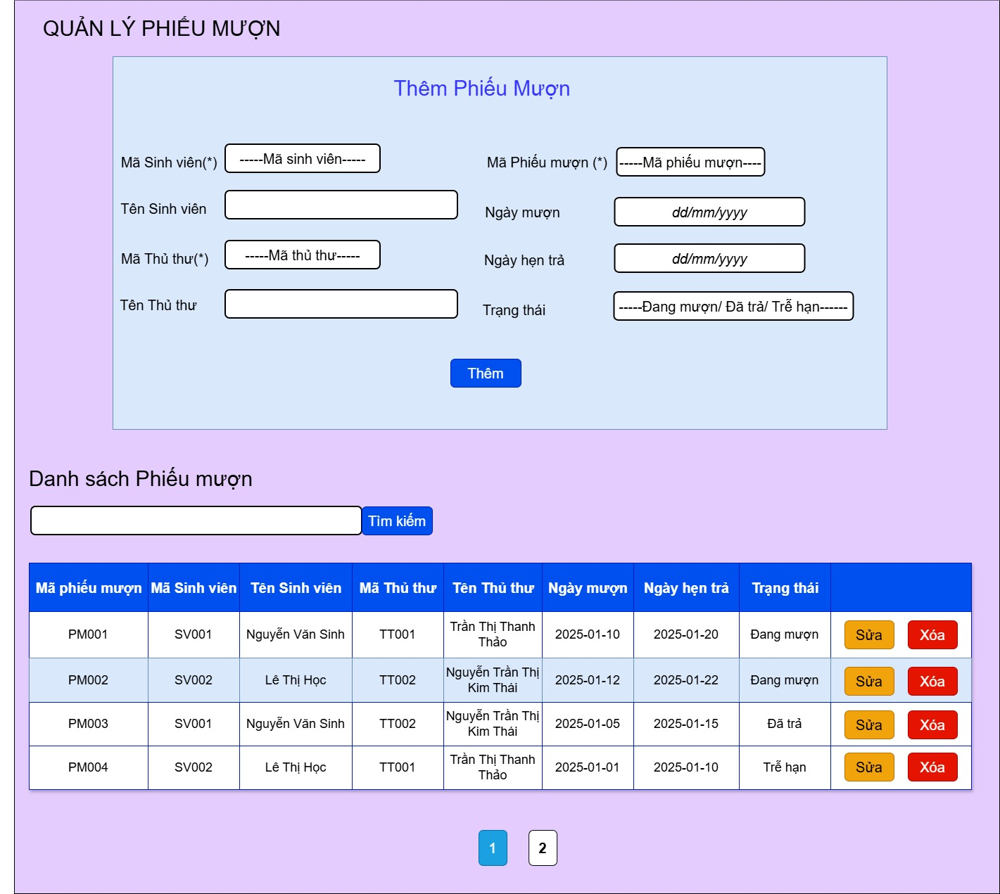 QUẢN LÝ PHIẾU MƯỢN
Thêm Phiếu Mượn
Mã Sinh viên(*) -----Mã sinh viên----- Mã Phiếu mượn (*) -----Mã phiếu mượn----
Tên Sinh viên Ngày mượn dd/mm/yyyy
Mã Thủ thư(*) -----Mã thủ thư----- Ngày hẹn trả dd/mm/yyyy
Tên Thủ thư Trạng thái -----Đang mượn/ Đã trả/ Trễ hạn------
Thêm
Danh sách Phiếu mượn
Tìm kiếm
Mã phiếu mượn Mã Sinh viên Tên Sinh viên Mã Thủ thư Tên Thủ thư Ngày mượn Ngày hẹn trả Trạng thái
PM001 SV001 Nguyễn Văn Sinh TT001 Trần Thị Thanh Thảo 2025-01-10 2025-01-20 Đang mượn Sửa Xóa
PM002 SV002 Lê Thị Học TT002 Nguyễn Trần Thị Kim Thái 2025-01-12 2025-01-22 Đang mượn Sửa Xóa
PM003 SV001 Nguyễn Văn Sinh TT002 Nguyễn Trần Thị Kim Thái 2025-01-05 2025-01-15 Đã trả Sửa Xóa
PM004 SV002 Lê Thị Học TT001 Trần Thị Thanh Thảo 2025-01-01 2025-01-10 Trễ hạn Sửa Xóa
1 2